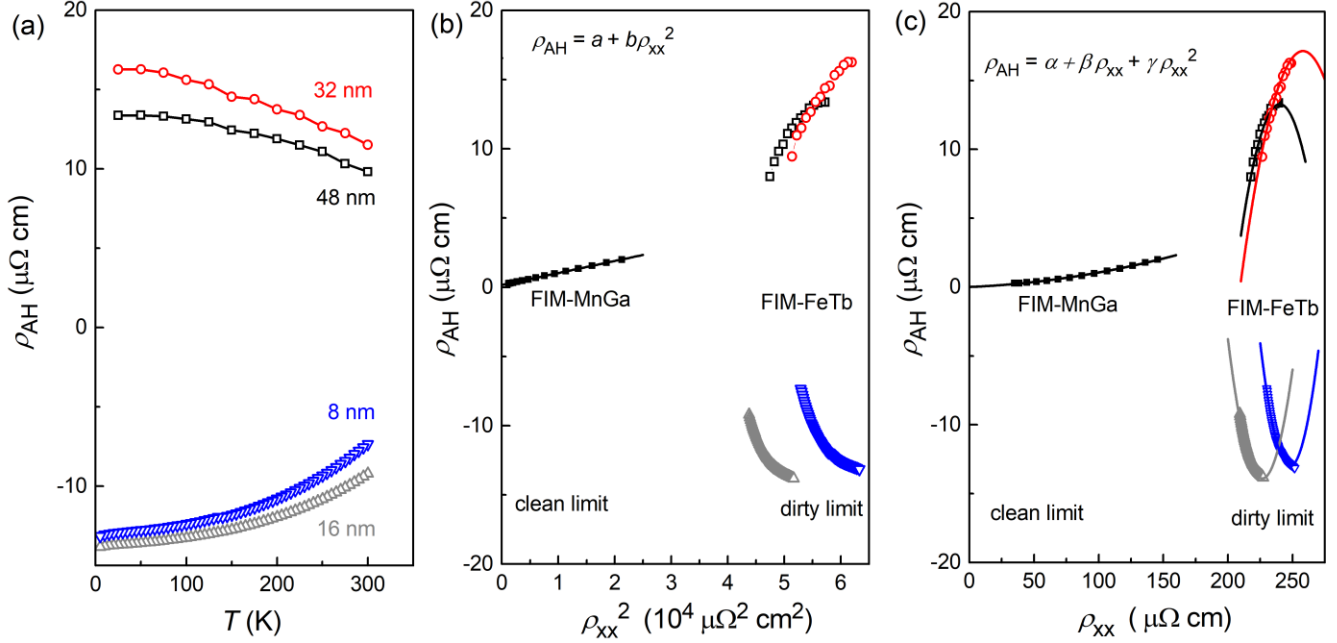 (a)
20
10
0
-10
ρAH (μΩ cm)
32 nm
48 nm
8 nm
16 nm
0 100 200 300
T (K)
(b)
ρAH = a + bρxx²
20
10
0
-10
-20
ρAH (μΩ cm)
FIM-MnGa
FIM-FeTb
clean limit
dirty limit
0 1 2 3 4 5 6
ρxx² (10⁴ μΩ² cm²)
(c)
ρAH = α + β ρxx + γ ρxx²
20
10
0
-10
-20
ρAH (μΩ cm)
FIM-MnGa
FIM-FeTb
clean limit
dirty limit
0 50 100 150 200 250
ρxx ( μΩ cm)